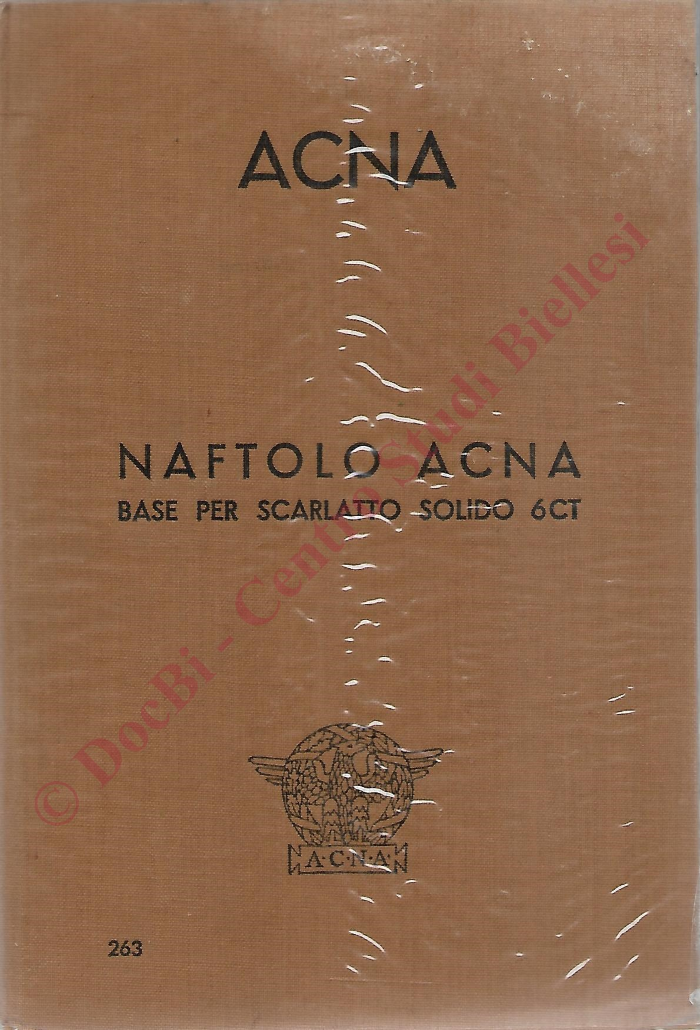 ACNA
NAFTOLO ACNA
BASE PER SCARLATTO SOLIDO 6CT
© DocBi - Centro Studi Biellesi
A·C·N·A
263